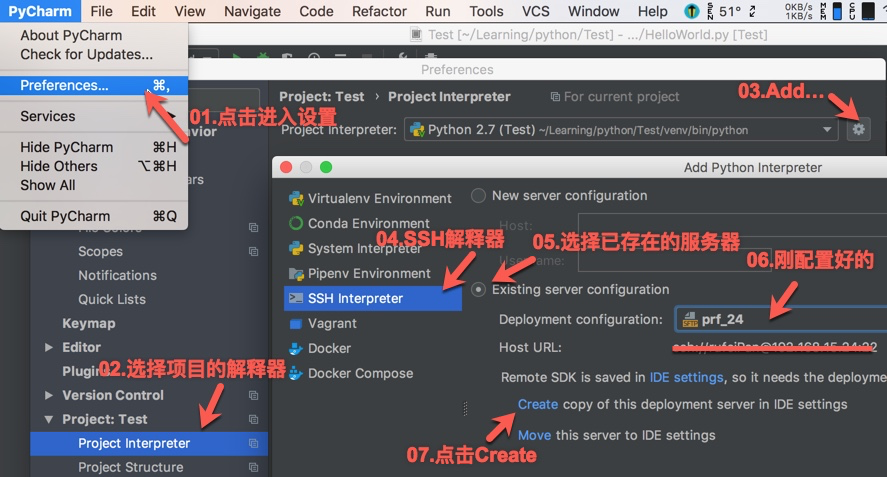 PyCharm File Edit View Navigate Code Refactor Run Tools VCS Window Help S E N 51° 0KB/s 1KB/s MEM CPU
About PyCharm
Check for Updates...
Preferences... ⌘,
Services
Hide PyCharm ⌘H
Hide Others ⌥⌘H
Show All
Quit PyCharm ⌘Q
01.点击进入设置
Test [~/Learning/python/Test] - .../HelloWorld.py [Test]
Preferences
Project: Test › Project Interpreter For current project
03.Add...
Project Interpreter: Python 2.7 (Test) ~/Learning/python/Test/venv/bin/python
Scopes
Notifications
Quick Lists
Keymap
Editor
02.选择项目的解释器
Version Control
Project: Test
Project Interpreter
Project Structure
Add Python Interpreter
Virtualenv Environment
Conda Environment
System Interpreter
Pipenv Environment
SSH Interpreter
Vagrant
Docker
Docker Compose
04.SSH解释器
New server configuration
Host:
Username:
05.选择已存在的服务器
Existing server configuration
06.刚配置好的
Deployment configuration: SFTP prf_24
Host URL:
Remote SDK is saved in IDE settings, so it needs the deployme
Create copy of this deployment server in IDE settings
Move this server to IDE settings
07.点击Create